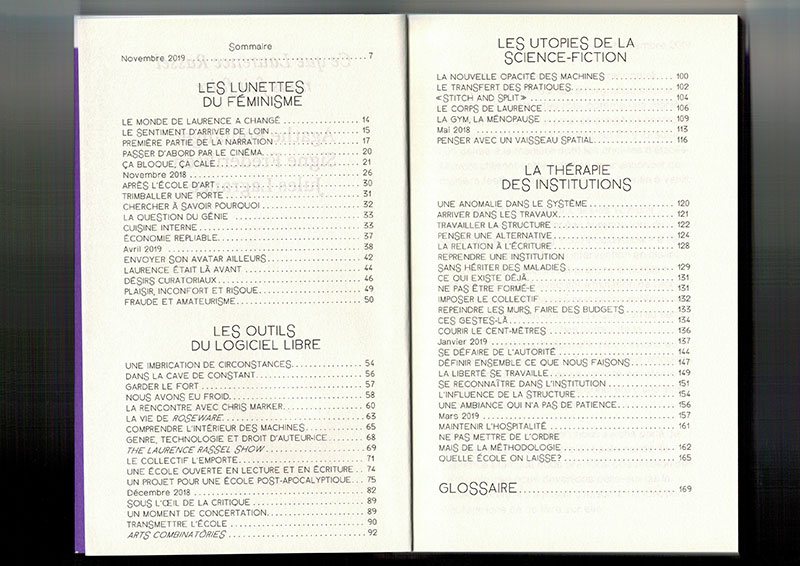 Sommaire
Novembre 2019 ........ 7
LES LUNETTES
DU FÉMINISME
LE MONDE DE LAURENCE A CHANGÉ ........ 14
LE SENTIMENT D'ARRIVER DE LOIN ........ 15
PREMIÈRE PARTIE DE LA NARRATION ........ 17
PASSER D'ABORD PAR LE CINÉMA ........ 20
ÇA BLOQUE, ÇA CALE ........ 21
Novembre 2018 ........ 26
APRÈS L'ÉCOLE D'ART ........ 30
TRIMBALLER UNE PORTE ........ 31
CHERCHER À SAVOIR POURQUOI ........ 32
LA QUESTION DU GÉNIE ........ 33
CUISINE INTERNE ........ 33
ÉCONOMIE REPLIABLE ........ 37
Avril 2019 ........ 38
ENVOYER SON AVATAR AILLEURS ........ 42
LAURENCE ÉTAIT LÀ AVANT ........ 44
DÉSIRS CURATORIAUX ........ 46
PLAISIR, INCONFORT ET RISQUE ........ 49
FRAUDE ET AMATEURISME ........ 50
LES OUTILS
DU LOGICIEL LIBRE
UNE IMBRICATION DE CIRCONSTANCES ........ 54
DANS LA CAVE DE CONSTANT ........ 56
GARDER LE FORT ........ 57
NOUS AVONS EU FROID ........ 58
LA RENCONTRE AVEC CHRIS MARKER ........ 60
LA VIE DE ROSEWARE ........ 63
COMPRENDRE L'INTÉRIEUR DES MACHINES ........ 65
GENRE, TECHNOLOGIE ET DROIT D'AUTEUR·ICE ........ 68
THE LAURENCE RASSEL SHOW ........ 69
LE COLLECTIF L'EMPORTE ........ 71
UNE ÉCOLE OUVERTE EN LECTURE ET EN ÉCRITURE ........ 74
UN PROJET POUR UNE ÉCOLE POST-APOCALYPTIQUE ........ 75
Décembre 2018 ........ 82
SOUS L'ŒIL DE LA CRITIQUE ........ 89
UN MOMENT DE CONCERTATION ........ 89
TRANSMETTRE L'ÉCOLE ........ 90
ARTS COMBINATÒRIES ........ 92
LES UTOPIES DE LA
SCIENCE-FICTION
LA NOUVELLE OPACITÉ DES MACHINES ........ 100
LE TRANSFERT DES PRATIQUES ........ 102
«STITCH AND SPLIT» ........ 104
LE CORPS DE LAURENCE ........ 106
LA GYM, LA MÉNOPAUSE ........ 109
Mai 2018 ........ 113
PENSER AVEC UN VAISSEAU SPATIAL ........ 116
LA THÉRAPIE
DES INSTITUTIONS
UNE ANOMALIE DANS LE SYSTÈME ........ 120
ARRIVER DANS LES TRAVAUX ........ 121
TRAVAILLER LA STRUCTURE ........ 122
PENSER UNE ALTERNATIVE ........ 124
LA RELATION À L'ÉCRITURE ........ 128
REPRENDRE UNE INSTITUTION
SANS HÉRITER DES MALADIES ........ 129
CE QUI EXISTE DÉJÀ ........ 131
NE PAS ÊTRE FORMÉ·E ........ 131
IMPOSER LE COLLECTIF ........ 132
REPEINDRE LES MURS, FAIRE DES BUDGETS ........ 133
CES GESTES-LÀ ........ 134
COURIR LE CENT-MÈTRES ........ 136
Janvier 2019 ........ 137
SE DÉFAIRE DE L'AUTORITÉ ........ 144
DÉFINIR ENSEMBLE CE QUE NOUS FAISONS ........ 147
LA LIBERTÉ SE TRAVAILLE ........ 149
SE RECONNAÎTRE DANS L'INSTITUTION ........ 151
L'INFLUENCE DE LA STRUCTURE ........ 154
UNE AMBIANCE QUI N'A PAS DE PATIENCE ........ 156
Mars 2019 ........ 157
MAINTENIR L'HOSPITALITÉ ........ 161
NE PAS METTRE DE L'ORDRE
MAIS DE LA MÉTHODOLOGIE ........ 162
QUELLE ÉCOLE ON LAISSE? ........ 165
GLOSSAIRE ........ 169